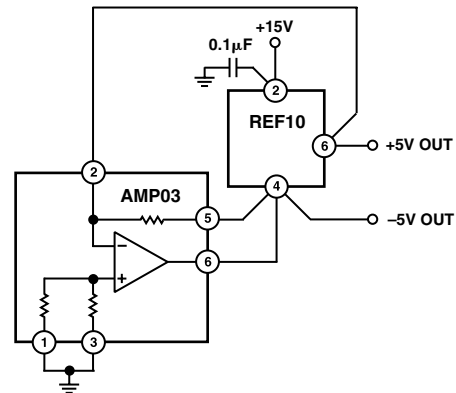 +15V
0.1μF
2
REF10
6
+5V OUT
2
4
AMP03
5
–5V OUT
−
6
+
1
3